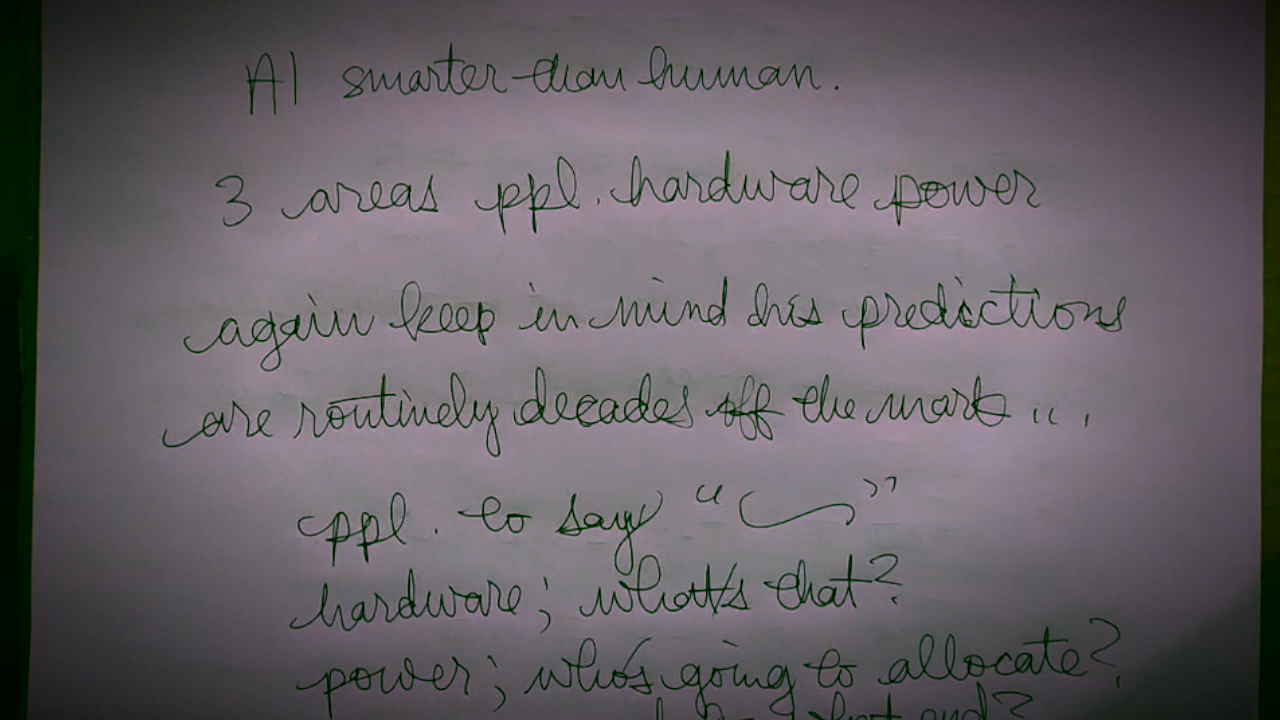 AI smarter than human.
3 areas ppl. hardware power
again keep in mind his predictions
are routinely decades off the mark ...
ppl. to say " "
hardware; what's that?
power; who's going to allocate?